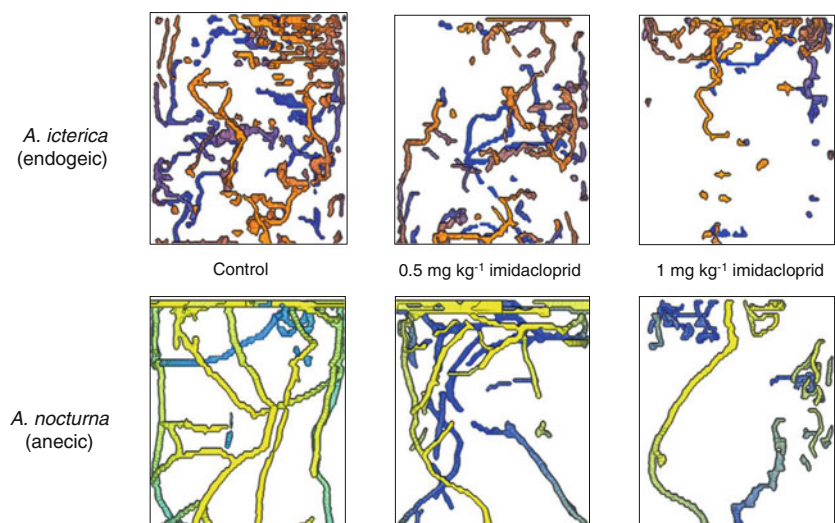 A. icterica
(endogeic)
Control
0.5 mg kg-1 imidacloprid
1 mg kg-1 imidacloprid
A. nocturna
(anecic)